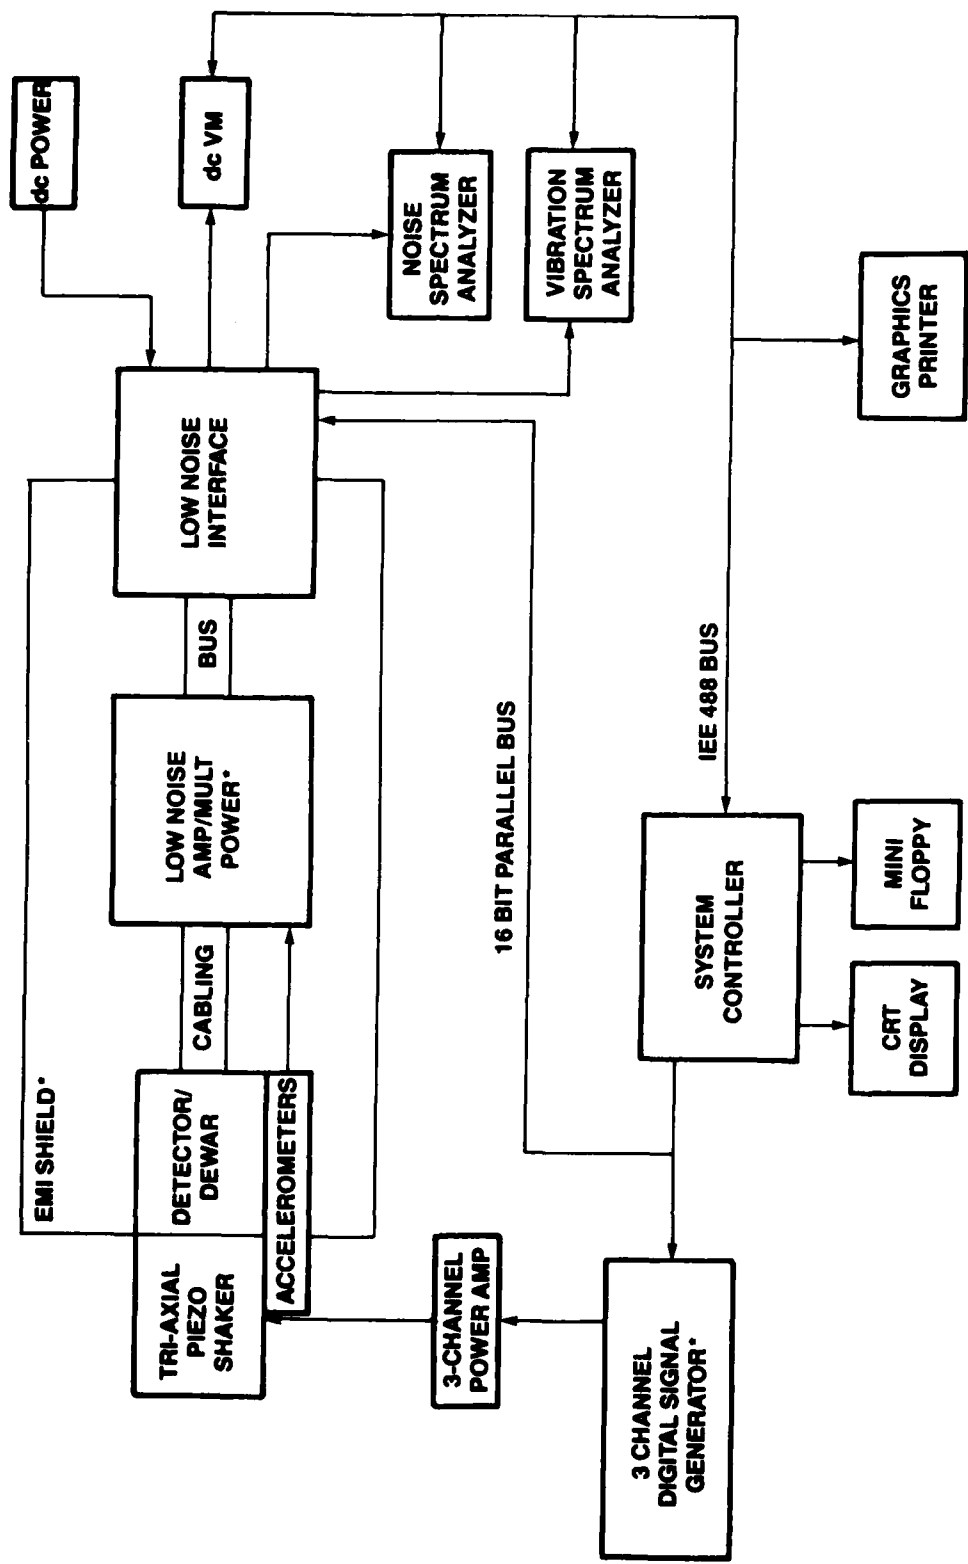 EMI SHIELD*
TRI-AXIAL
PIEZO
SHAKER
DETECTOR/
DEWAR
ACCELEROMETERS
CABLING
LOW NOISE
AMP/MULT
POWER*
BUS
LOW NOISE
INTERFACE
dc POWER
dc VM
NOISE
SPECTRUM
ANALYZER
VIBRATION
SPECTRUM
ANALYZER
3-CHANNEL
POWER AMP
16 BIT PARALLEL BUS
3 CHANNEL
DIGITAL SIGNAL
GENERATOR*
SYSTEM
CONTROLLER
IEE 488 BUS
CRT
DISPLAY
MINI
FLOPPY
GRAPHICS
PRINTER